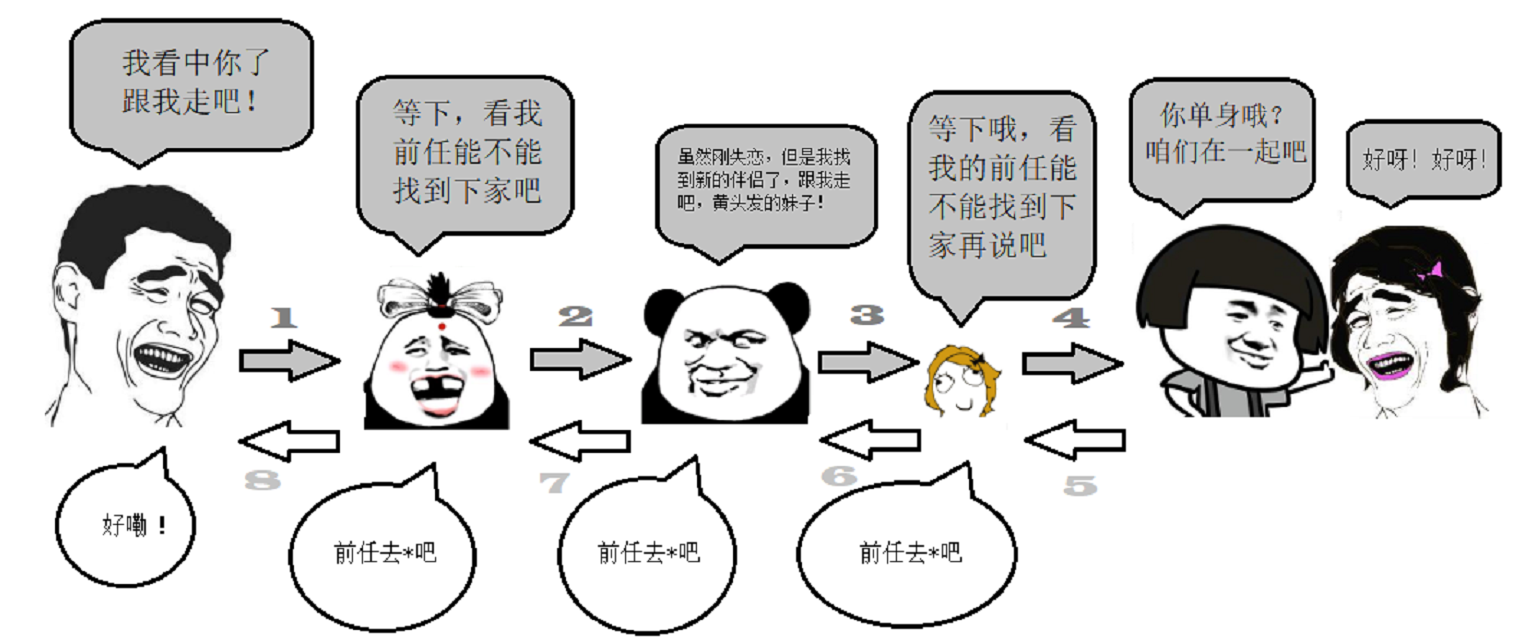 我看中你了
跟我走吧！
等下，看我
前任能不能
找到下家吧
虽然刚失恋，但是我找
到新的伴侣了，跟我走
吧，黄头发的妹子！
等下哦，看
我的前任能
不能找到下
家再说吧
你单身哦？
咱们在一起吧
好呀！好呀！
1
2
3
4
8
7
6
5
好嘞！
前任去*吧
前任去*吧
前任去*吧